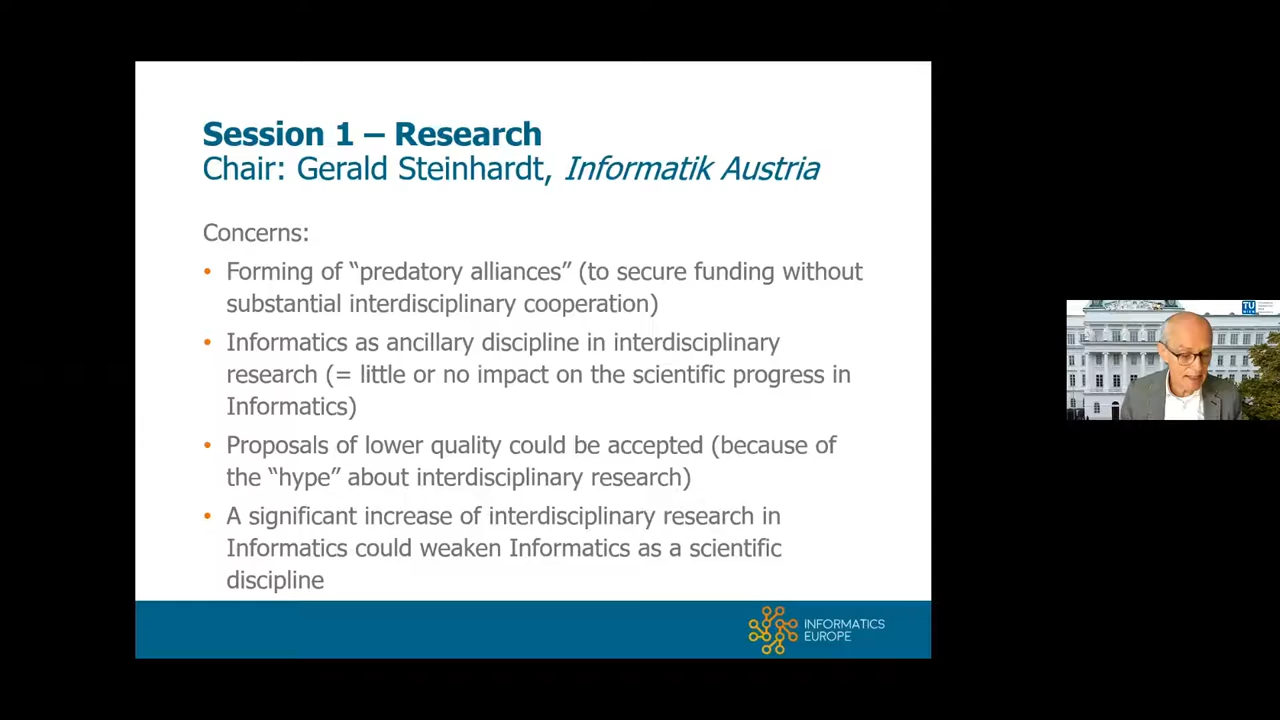 Session 1 – Research
Chair: Gerald Steinhardt, Informatik Austria
Concerns:
• Forming of “predatory alliances” (to secure funding without
substantial interdisciplinary cooperation)
• Informatics as ancillary discipline in interdisciplinary
research (= little or no impact on the scientific progress in
Informatics)
• Proposals of lower quality could be accepted (because of
the “hype” about interdisciplinary research)
• A significant increase of interdisciplinary research in
Informatics could weaken Informatics as a scientific
discipline
INFORMATICS
EUROPE
TU